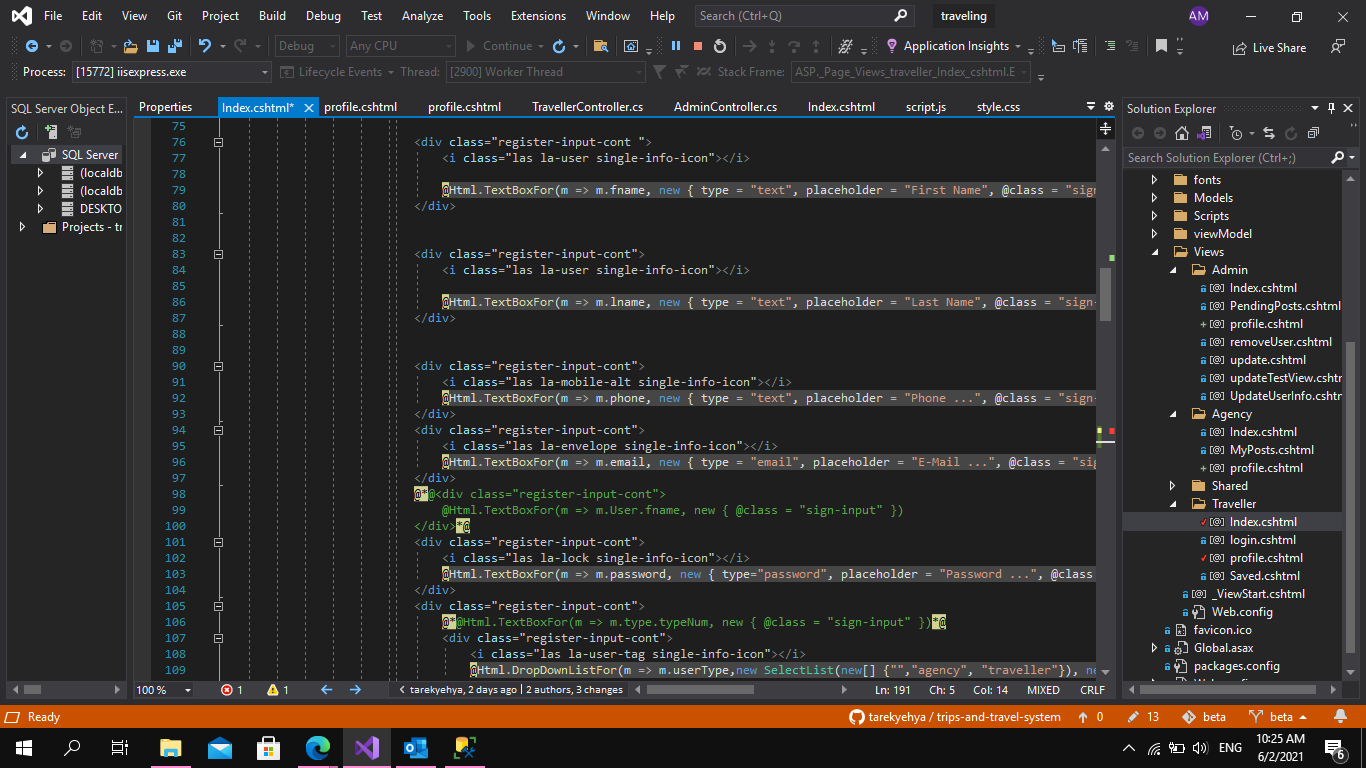 File Edit View Git Project Build Debug Test Analyze Tools Extensions Window Help Search (Ctrl+Q) traveling AM
Debug Any CPU Continue Application Insights Live Share
Process: [15772] iisexpress.exe Lifecycle Events Thread: [2900] Worker Thread Stack Frame: ASP._Page_Views_traveller_Index_cshtml.E
SQL Server Object E...
SQL Server
(localdb
(localdb
DESKTO
Projects - tr
Properties Index.cshtml* profile.cshtml profile.cshtml TravellerController.cs AdminController.cs Index.cshtml script.js style.css
75
76 <div class="register-input-cont ">
77 <i class="las la-user single-info-icon"></i>
78
79 @Html.TextBoxFor(m => m.fname, new { type = "text", placeholder = "First Name", @class = "sign
80 </div>
81
82
83 <div class="register-input-cont">
84 <i class="las la-user single-info-icon"></i>
85
86 @Html.TextBoxFor(m => m.lname, new { type = "text", placeholder = "Last Name", @class = "sign-
87 </div>
88
89
90 <div class="register-input-cont">
91 <i class="las la-mobile-alt single-info-icon"></i>
92 @Html.TextBoxFor(m => m.phone, new { type = "text", placeholder = "Phone ...", @class = "sign-
93 </div>
94 <div class="register-input-cont">
95 <i class="las la-envelope single-info-icon"></i>
96 @Html.TextBoxFor(m => m.email, new { type = "email", placeholder = "E-Mail ...", @class = "sig
97 </div>
98 @*@<div class="register-input-cont">
99 @Html.TextBoxFor(m => m.User.fname, new { @class = "sign-input" })
100 </div>*@
101 <div class="register-input-cont">
102 <i class="las la-lock single-info-icon"></i>
103 @Html.TextBoxFor(m => m.password, new { type="password", placeholder = "Password ...", @class
104 </div>
105 <div class="register-input-cont">
106 @*@Html.TextBoxFor(m => m.type.typeNum, new { @class = "sign-input" })*@
107 <div class="register-input-cont">
108 <i class="las la-user-tag single-info-icon"></i>
109 @Html.DropDownListFor(m => m.userType,new SelectList(new[] {"","agency", "traveller"}), ne
100 % 1 1 tarekyehya, 2 days ago | 2 authors, 3 changes Ln: 191 Ch: 5 Col: 14 MIXED CRLF
Solution Explorer
Search Solution Explorer (Ctrl+;)
fonts
Models
Scripts
viewModel
Views
Admin
Index.cshtml
PendingPosts.cshtml
profile.cshtml
removeUser.cshtml
update.cshtml
updateTestView.cshtm
UpdateUserInfo.cshtm
Agency
Index.cshtml
MyPosts.cshtml
profile.cshtml
Shared
Traveller
Index.cshtml
login.cshtml
profile.cshtml
Saved.cshtml
_ViewStart.cshtml
Web.config
favicon.ico
Global.asax
packages.config
Ready tarekyehya / trips-and-travel-system 0 13 beta beta
ENG
10:25 AM
6/2/2021
6